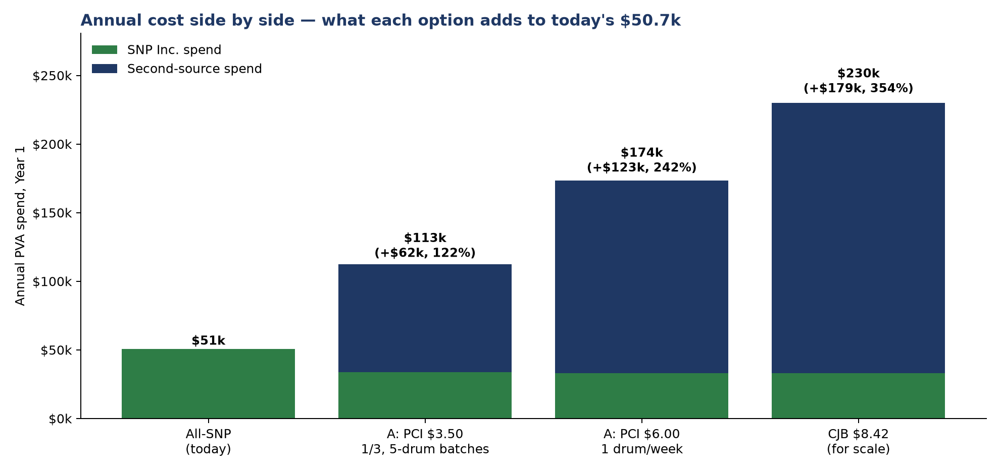 Annual cost side by side — what each option adds to today's $50.7k
SNP Inc. spend
Second-source spend
Annual PVA spend, Year 1
$250k
$200k
$150k
$100k
$50k
$0k
$51k
$113k
(+$62k, 122%)
$174k
(+$123k, 242%)
$230k
(+$179k, 354%)
All-SNP
(today)
A: PCI $3.50
1/3, 5-drum batches
A: PCI $6.00
1 drum/week
CJB $8.42
(for scale)